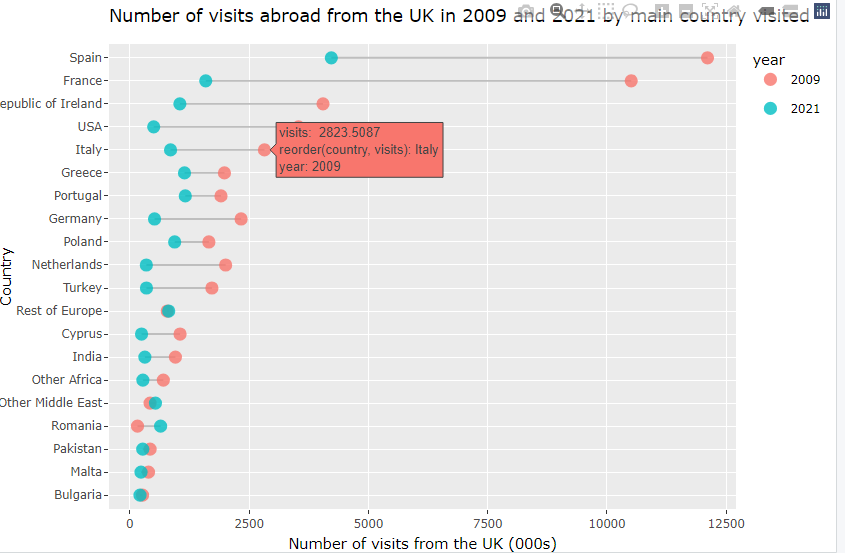 Number of visits abroad from the UK in 2009 and 2021 by main country visited
Spain
France
epublic of Ireland
USA
Italy
Greece
Portugal
Germany
Poland
Netherlands
Turkey
Rest of Europe
Cyprus
India
Other Africa
Other Middle East
Romania
Pakistan
Malta
Bulgaria
Country
visits: 2823.5087
reorder(country, visits): Italy
year: 2009
year
2009
2021
0 2500 5000 7500 10000 12500
Number of visits from the UK (000s)